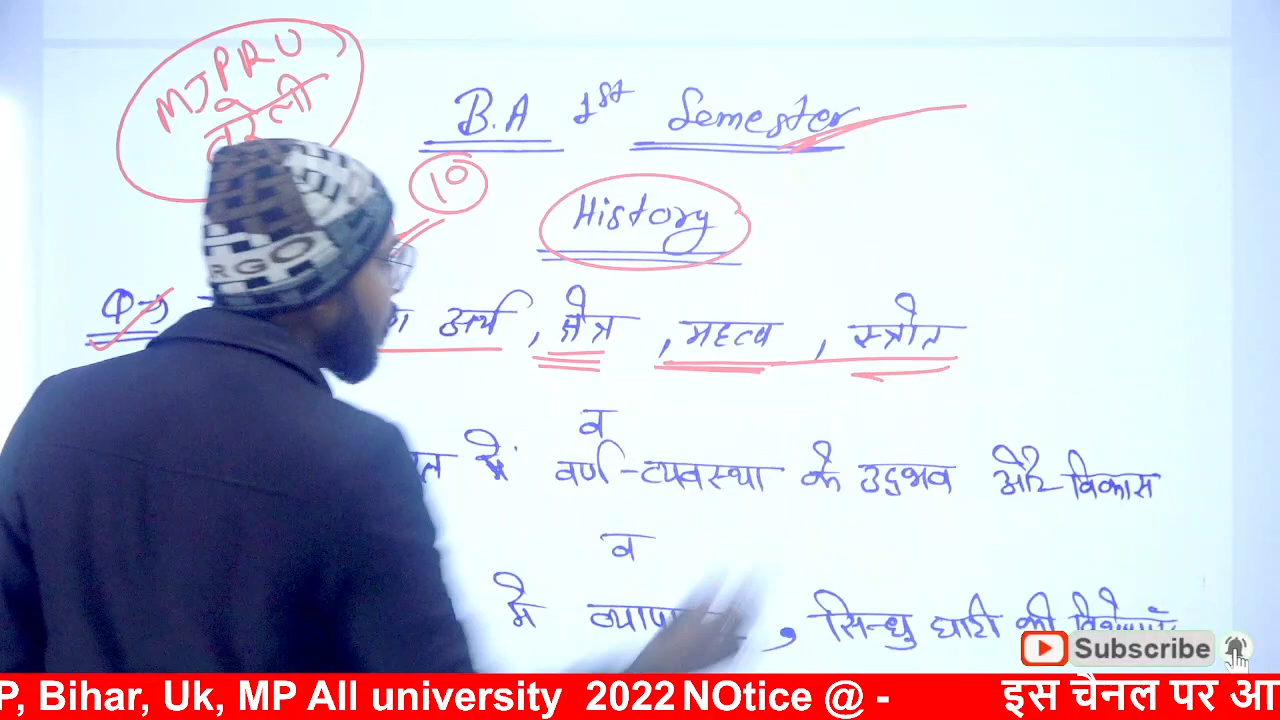 MJPRU
बरेली
B.A 1st Semester
10
History
Q→ का अर्थ , क्षेत्र , महत्व , स्त्रोत
व
में वर्ण-व्यवस्था के उद्भव और विकास
व
मे , सिन्धु घाटी की
RGO
Subscribe
P, Bihar, Uk, MP All university 2022 NOtice @ - इस चैनल पर आ